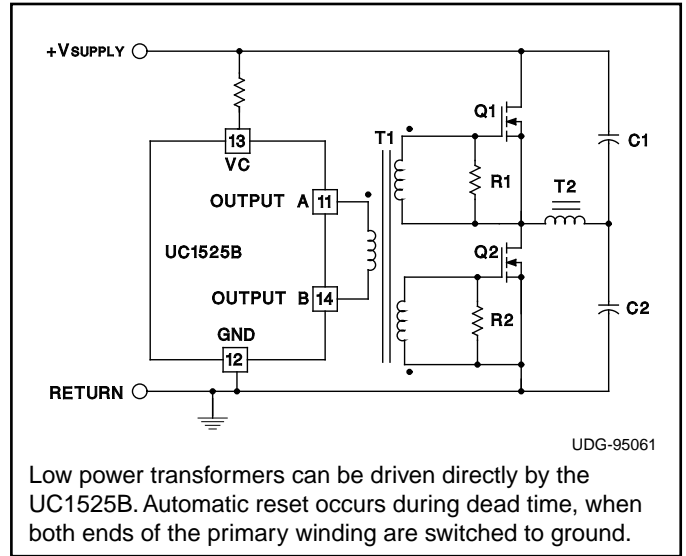 +VSUPPLY
13
VC
Q1
T1
C1
OUTPUT A 11
R1
T2
UC1525B
Q2
OUTPUT B 14
C2
GND
R2
12
RETURN
UDG-95061
Low power transformers can be driven directly by the
UC1525B. Automatic reset occurs during dead time, when
both ends of the primary winding are switched to ground.